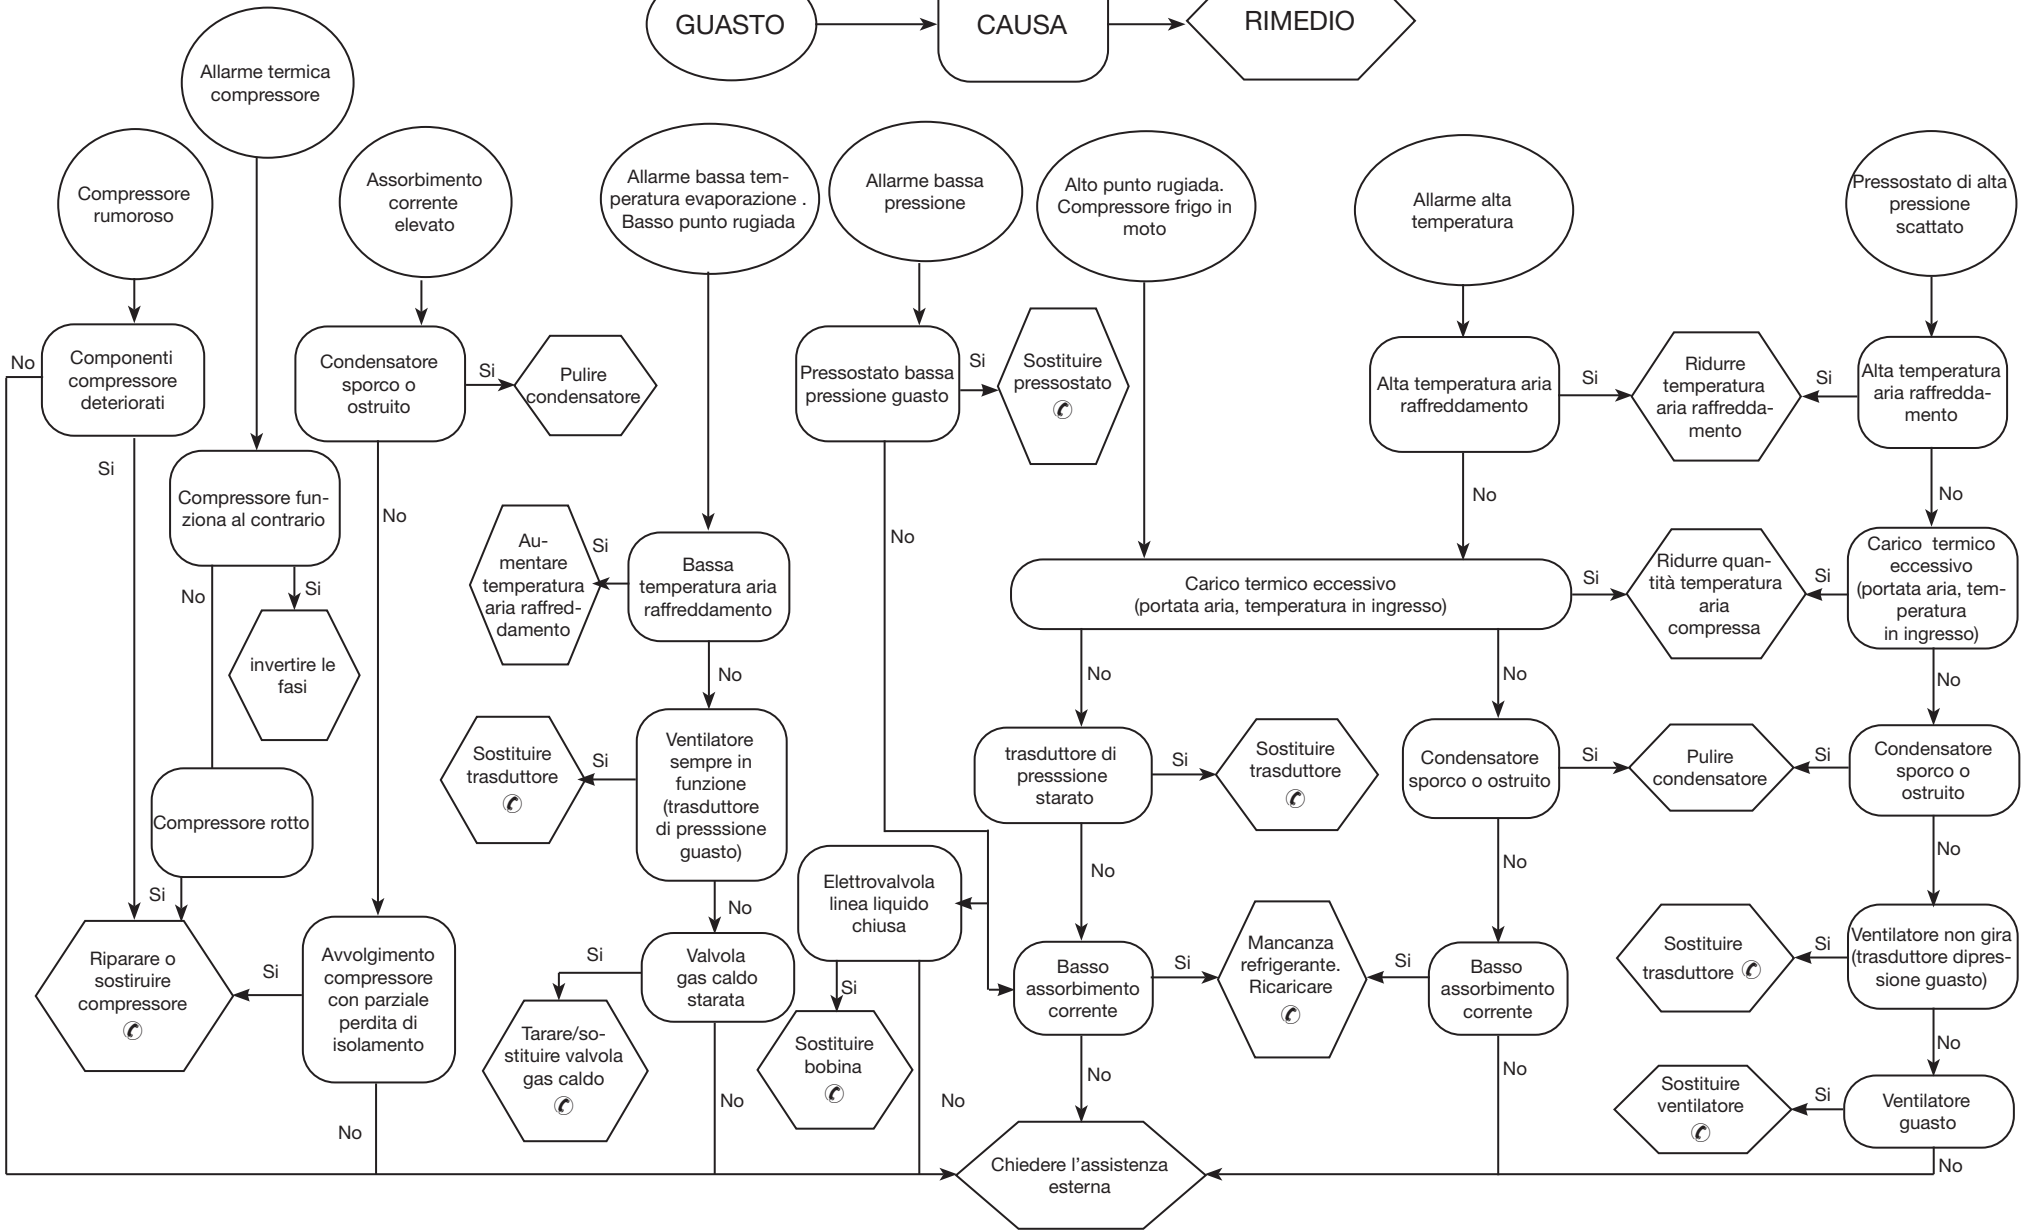 GUASTO
CAUSA
RIMEDIO
Allarme termica
compressore
Compressore
rumoroso
Assorbimento
corrente
elevato
Allarme bassa tem-
peratura evaporazione .
Basso punto rugiada
Allarme bassa
pressione
Alto punto rugiada.
Compressore frigo in
moto
Allarme alta
temperatura
Pressostato di alta
pressione
scattato
No
Componenti
compressore
deteriorati
Si
Condensatore
sporco o
ostruito
Si
Pulire
condensatore
No
Pressostato bassa
pressione guasto
Si
Sostituire
pressostato
No
Alta temperatura aria
raffreddamento
Si
Ridurre
temperatura
aria raffredda-
mento
Si
Alta temperatura
aria raffredda-
mento
No
No
Compressore fun-
ziona al contrario
No
Si
invertire le
fasi
Au-
mentare
temperatura
aria raffred-
damento
Si
Bassa
temperatura aria
raffreddamento
No
Carico termico eccessivo
(portata aria, temperatura in ingresso)
Si
Ridurre quan-
tità temperatura
aria
compressa
Si
Carico termico
eccessivo
(portata aria, tem-
peratura
in ingresso)
No
No
No
Sostituire
trasduttore
Si
Ventilatore
sempre in
funzione
(trasduttore
di presssione
guasto)
No
trasduttore di
presssione
starato
Si
Sostituire
trasduttore
No
Condensatore
sporco o ostruito
Si
Pulire
condensatore
Si
Condensatore
sporco o
ostruito
No
No
Compressore rotto
Si
Elettrovalvola
linea liquido
chiusa
Si
No
Riparare o
sostiruire
compressore
Si
Avvolgimento
compressore
con parziale
perdita di
isolamento
No
Si
Valvola
gas caldo
starata
No
Tarare/so-
stituire valvola
gas caldo
Sostituire
bobina
Basso
assorbimento
corrente
Si
Mancanza
refrigerante.
Ricaricare
Si
Basso
assorbimento
corrente
No
No
Sostituire
trasduttore
Si
Ventilatore non gira
(trasduttore dipres-
sione guasto)
No
Sostituire
ventilatore
Si
Ventilatore
guasto
No
Chiedere l'assistenza
esterna